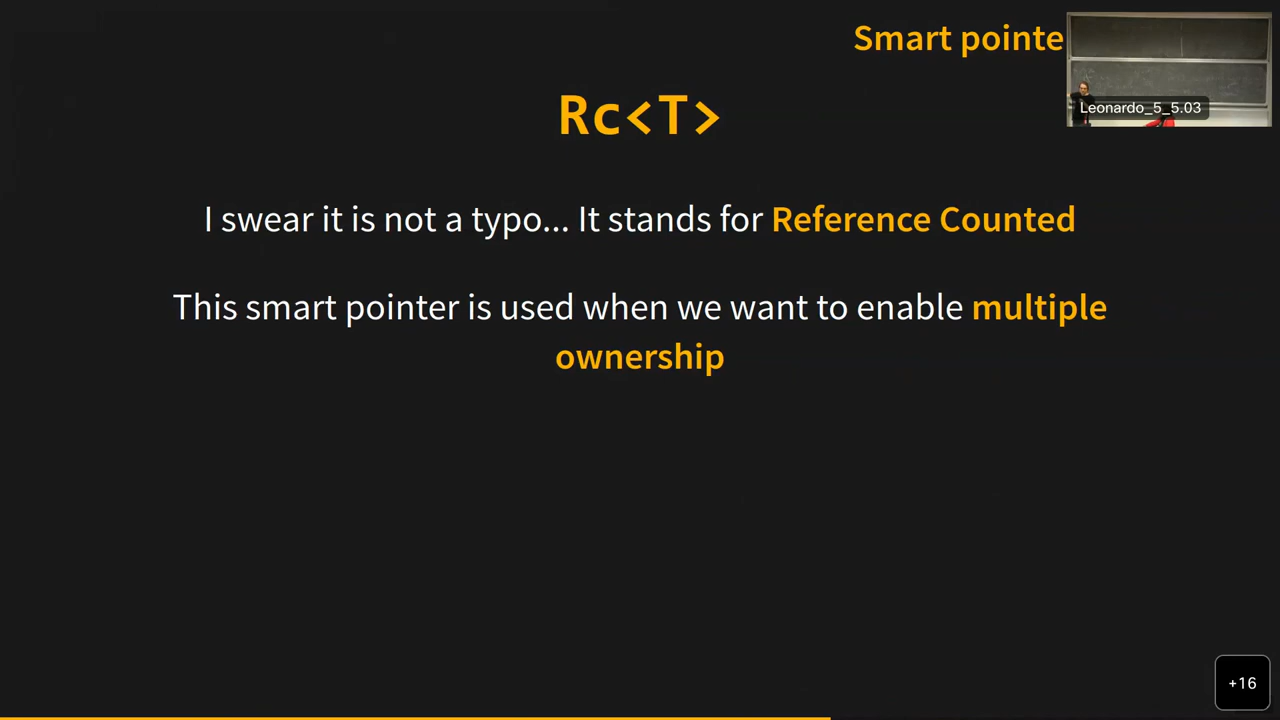 Smart pointe
Rc<T>
Leonardo_5_5.03
I swear it is not a typo... It stands for Reference Counted
This smart pointer is used when we want to enable multiple
ownership
+16